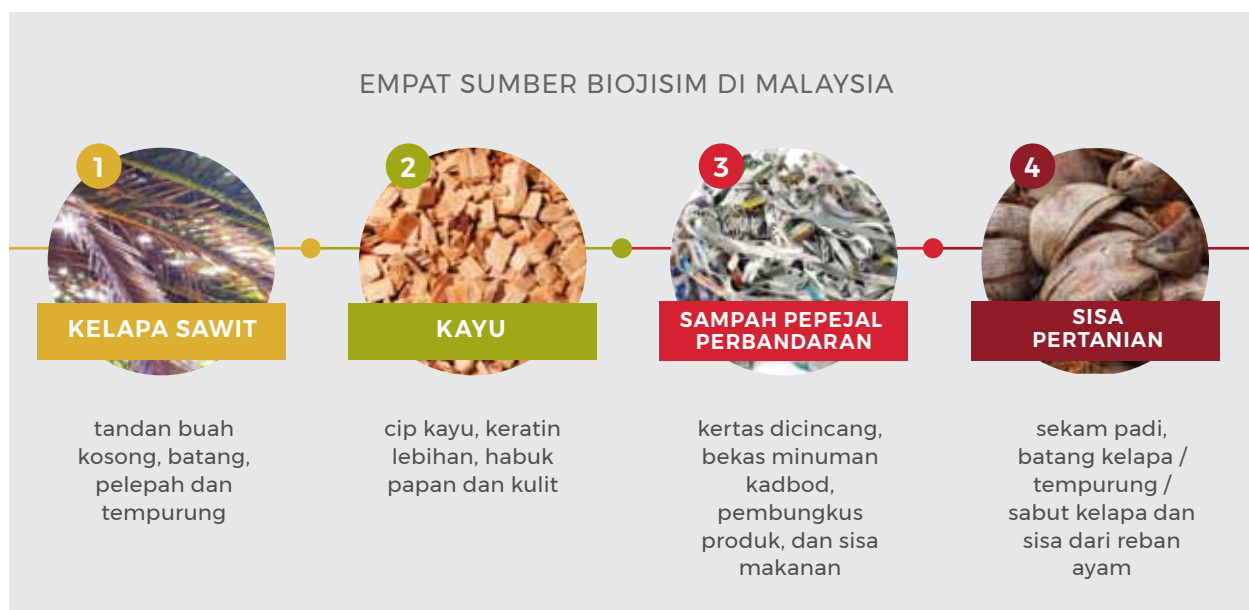 EMPAT SUMBER BIOJISIM DI MALAYSIA
1
KELAPA SAWIT
tandan buah
kosong, batang,
pelepah dan
tempurung
2
KAYU
cip kayu, keratin
lebihan, habuk
papan dan kulit
3
SAMPAH PEPEJAL
PERBANDARAN
kertas dicincang,
bekas minuman
kadbod,
pembungkus
produk, dan sisa
makanan
4
SISA
PERTANIAN
sekam padi,
batang kelapa /
tempurung /
sabut kelapa dan
sisa dari reban
ayam